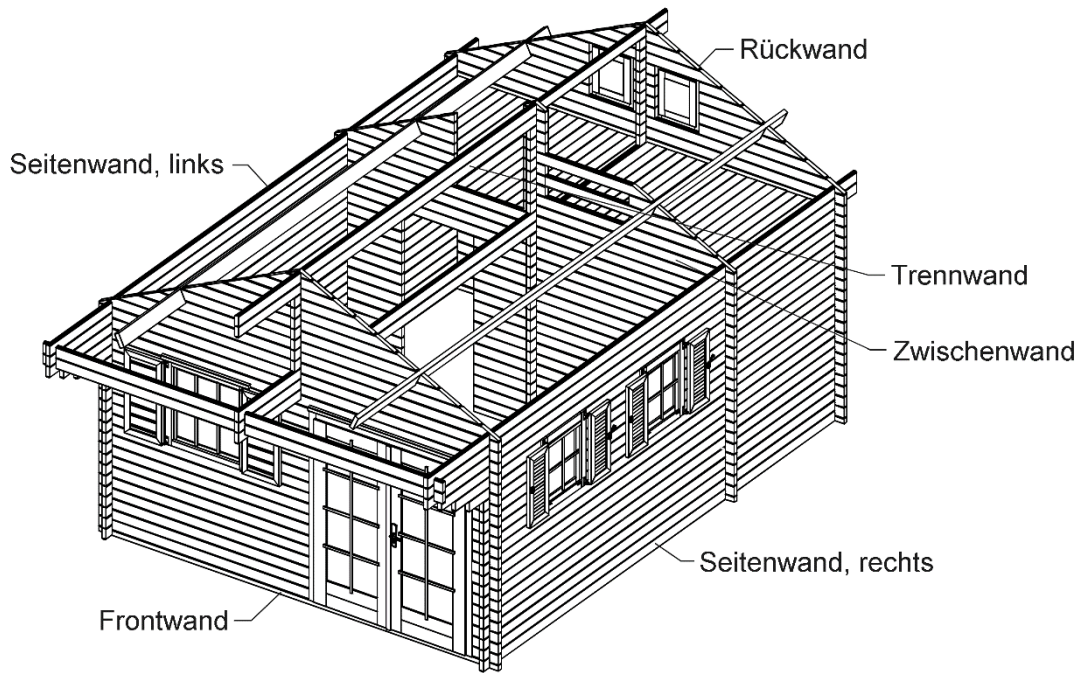 Rückwand
Seitenwand, links
Trennwand
Zwischenwand
Seitenwand, rechts
Frontwand